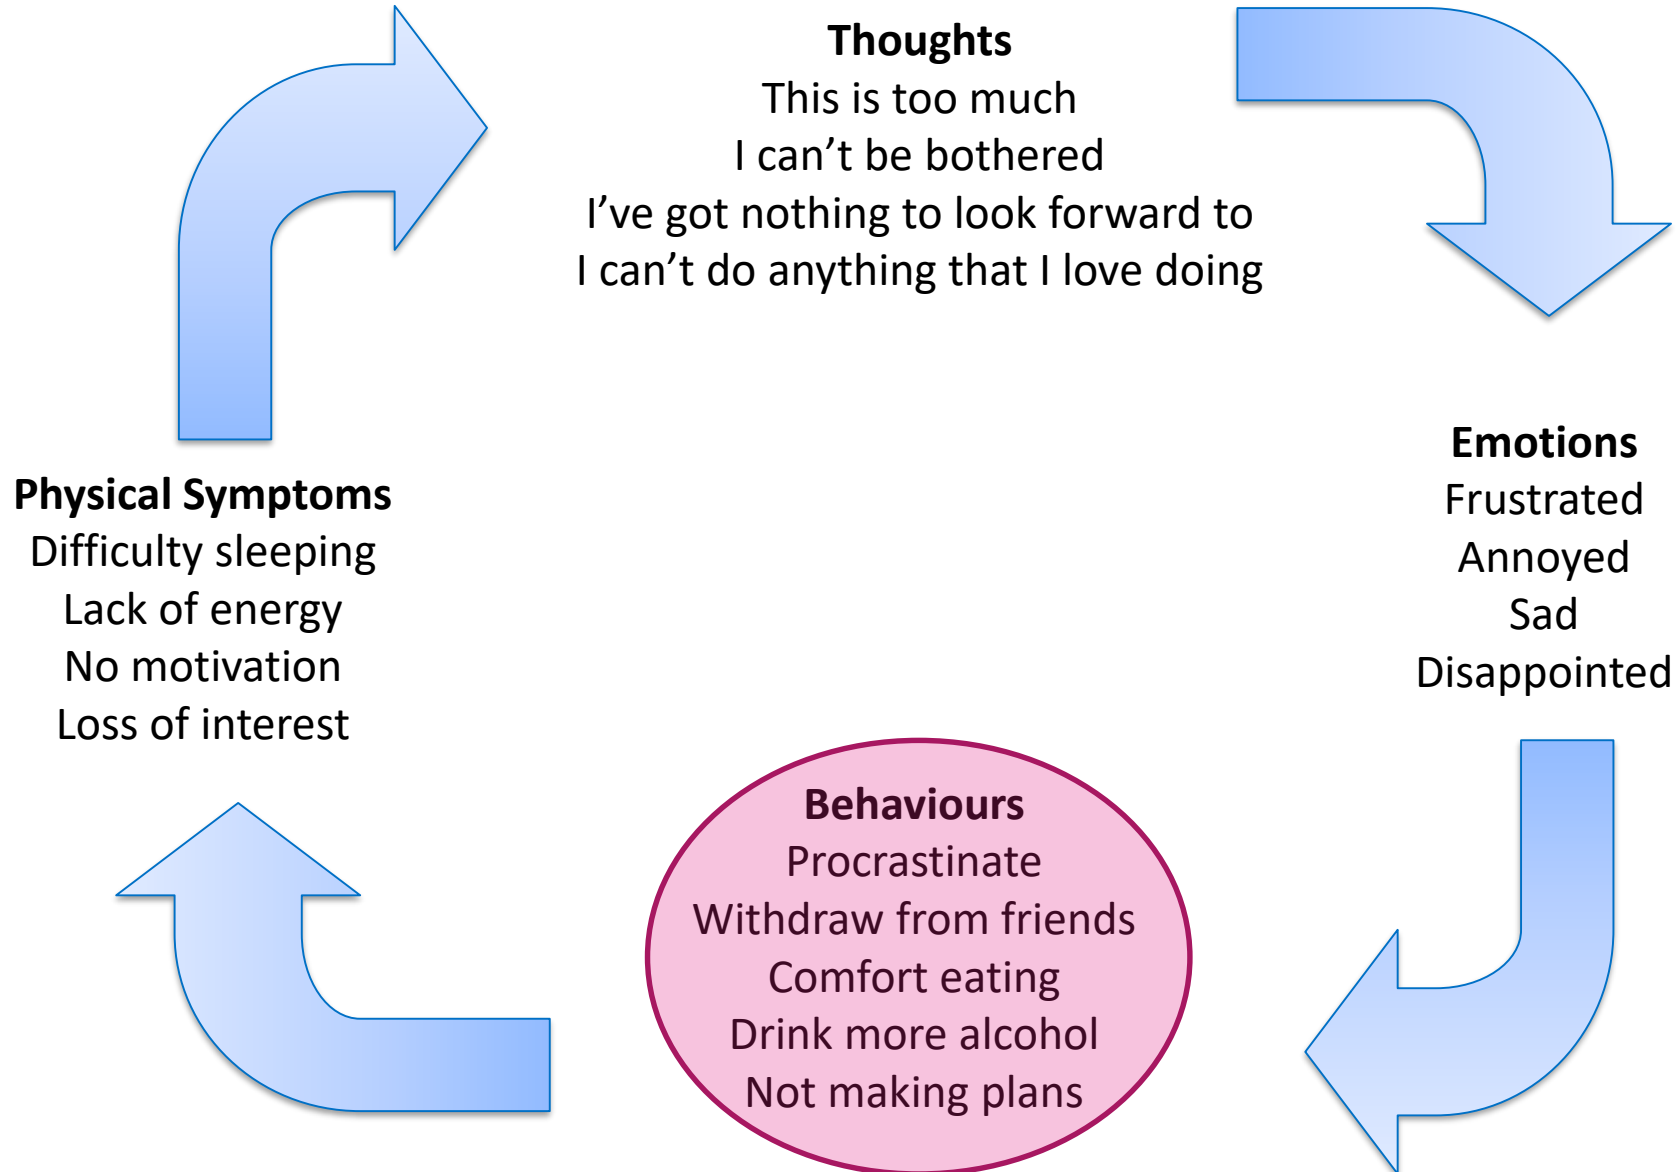 Thoughts
This is too much
I can’t be bothered
I’ve got nothing to look forward to
I can’t do anything that I love doing
Emotions
Frustrated
Annoyed
Sad
Disappointed
Behaviours
Procrastinate
Withdraw from friends
Comfort eating
Drink more alcohol
Not making plans
Physical Symptoms
Difficulty sleeping
Lack of energy
No motivation
Loss of interest